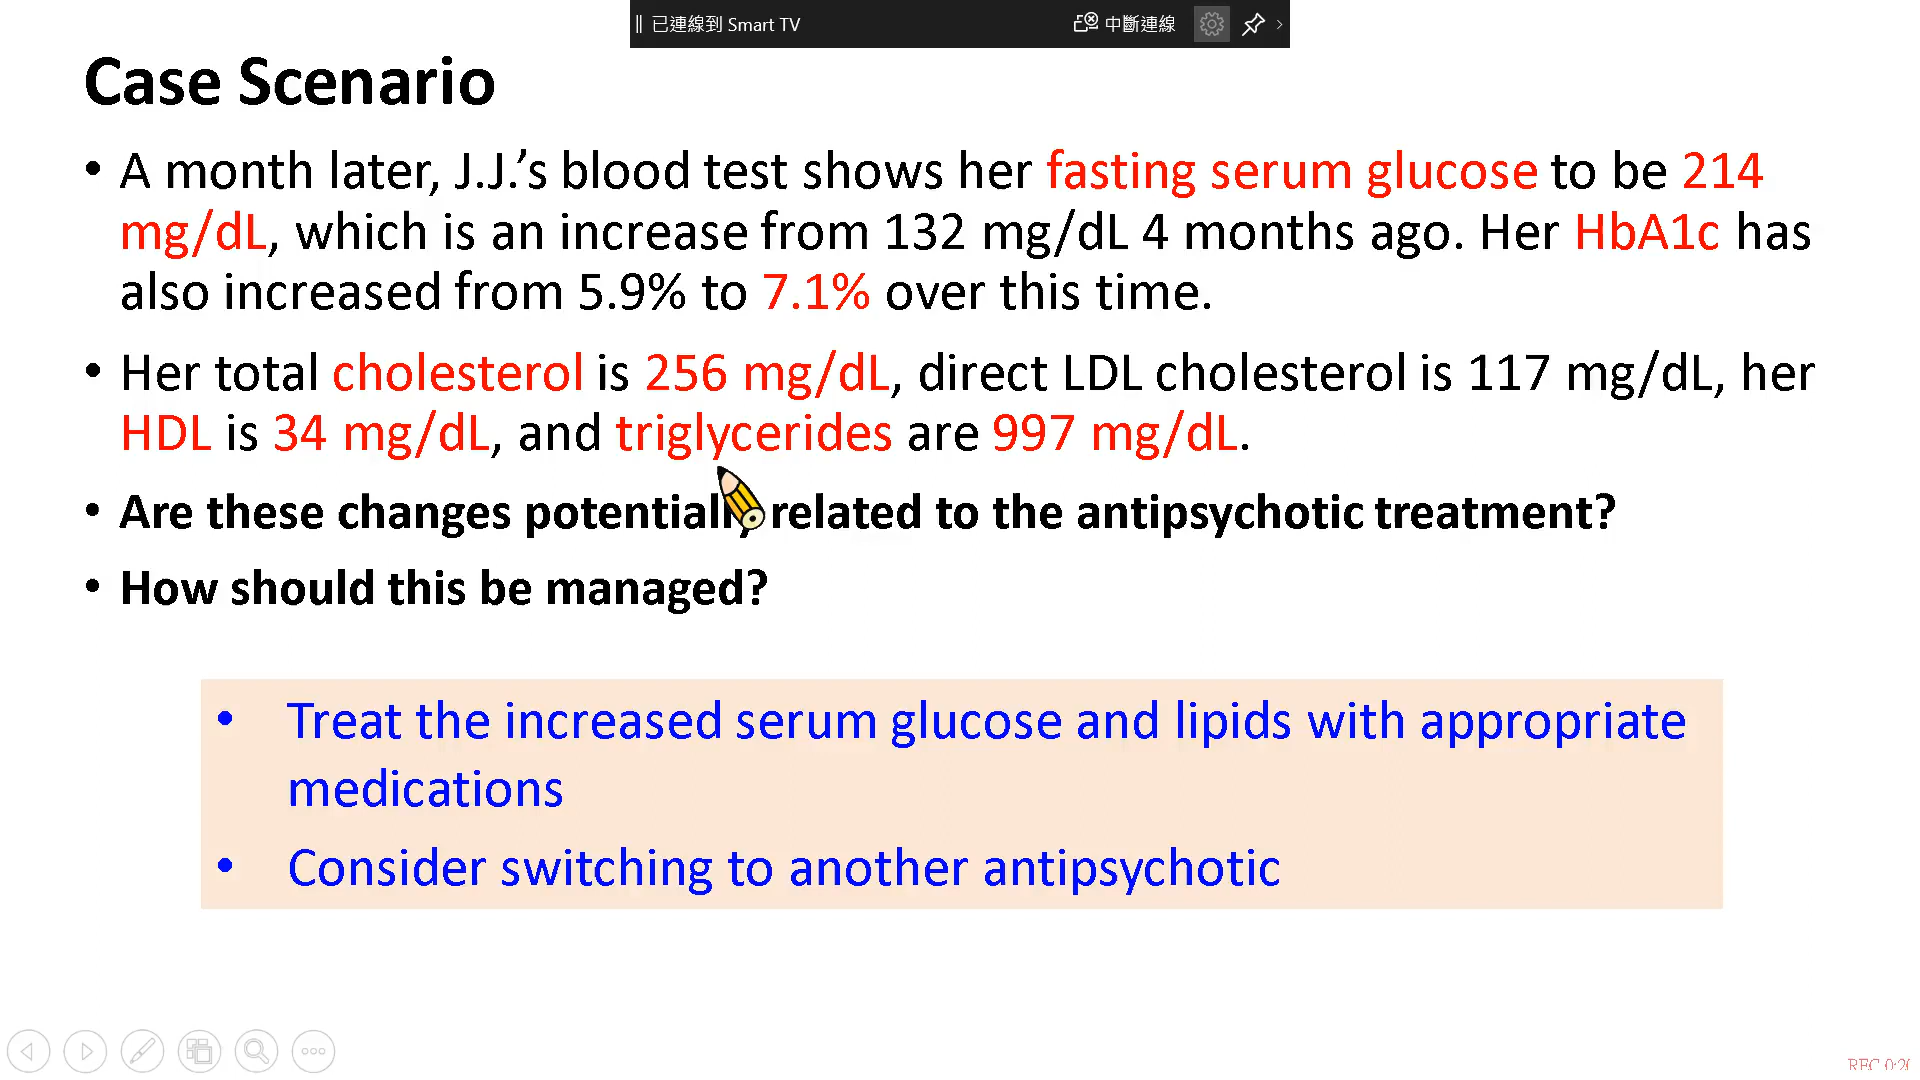 已連線到 Smart TV
中斷連線
Case Scenario
• A month later, J.J.’s blood test shows her fasting serum glucose to be 214
mg/dL, which is an increase from 132 mg/dL 4 months ago. Her HbA1c has
also increased from 5.9% to 7.1% over this time.
• Her total cholesterol is 256 mg/dL, direct LDL cholesterol is 117 mg/dL, her
HDL is 34 mg/dL, and triglycerides are 997 mg/dL.
• Are these changes potentially related to the antipsychotic treatment?
• How should this be managed?
• Treat the increased serum glucose and lipids with appropriate
medications
• Consider switching to another antipsychotic
REC